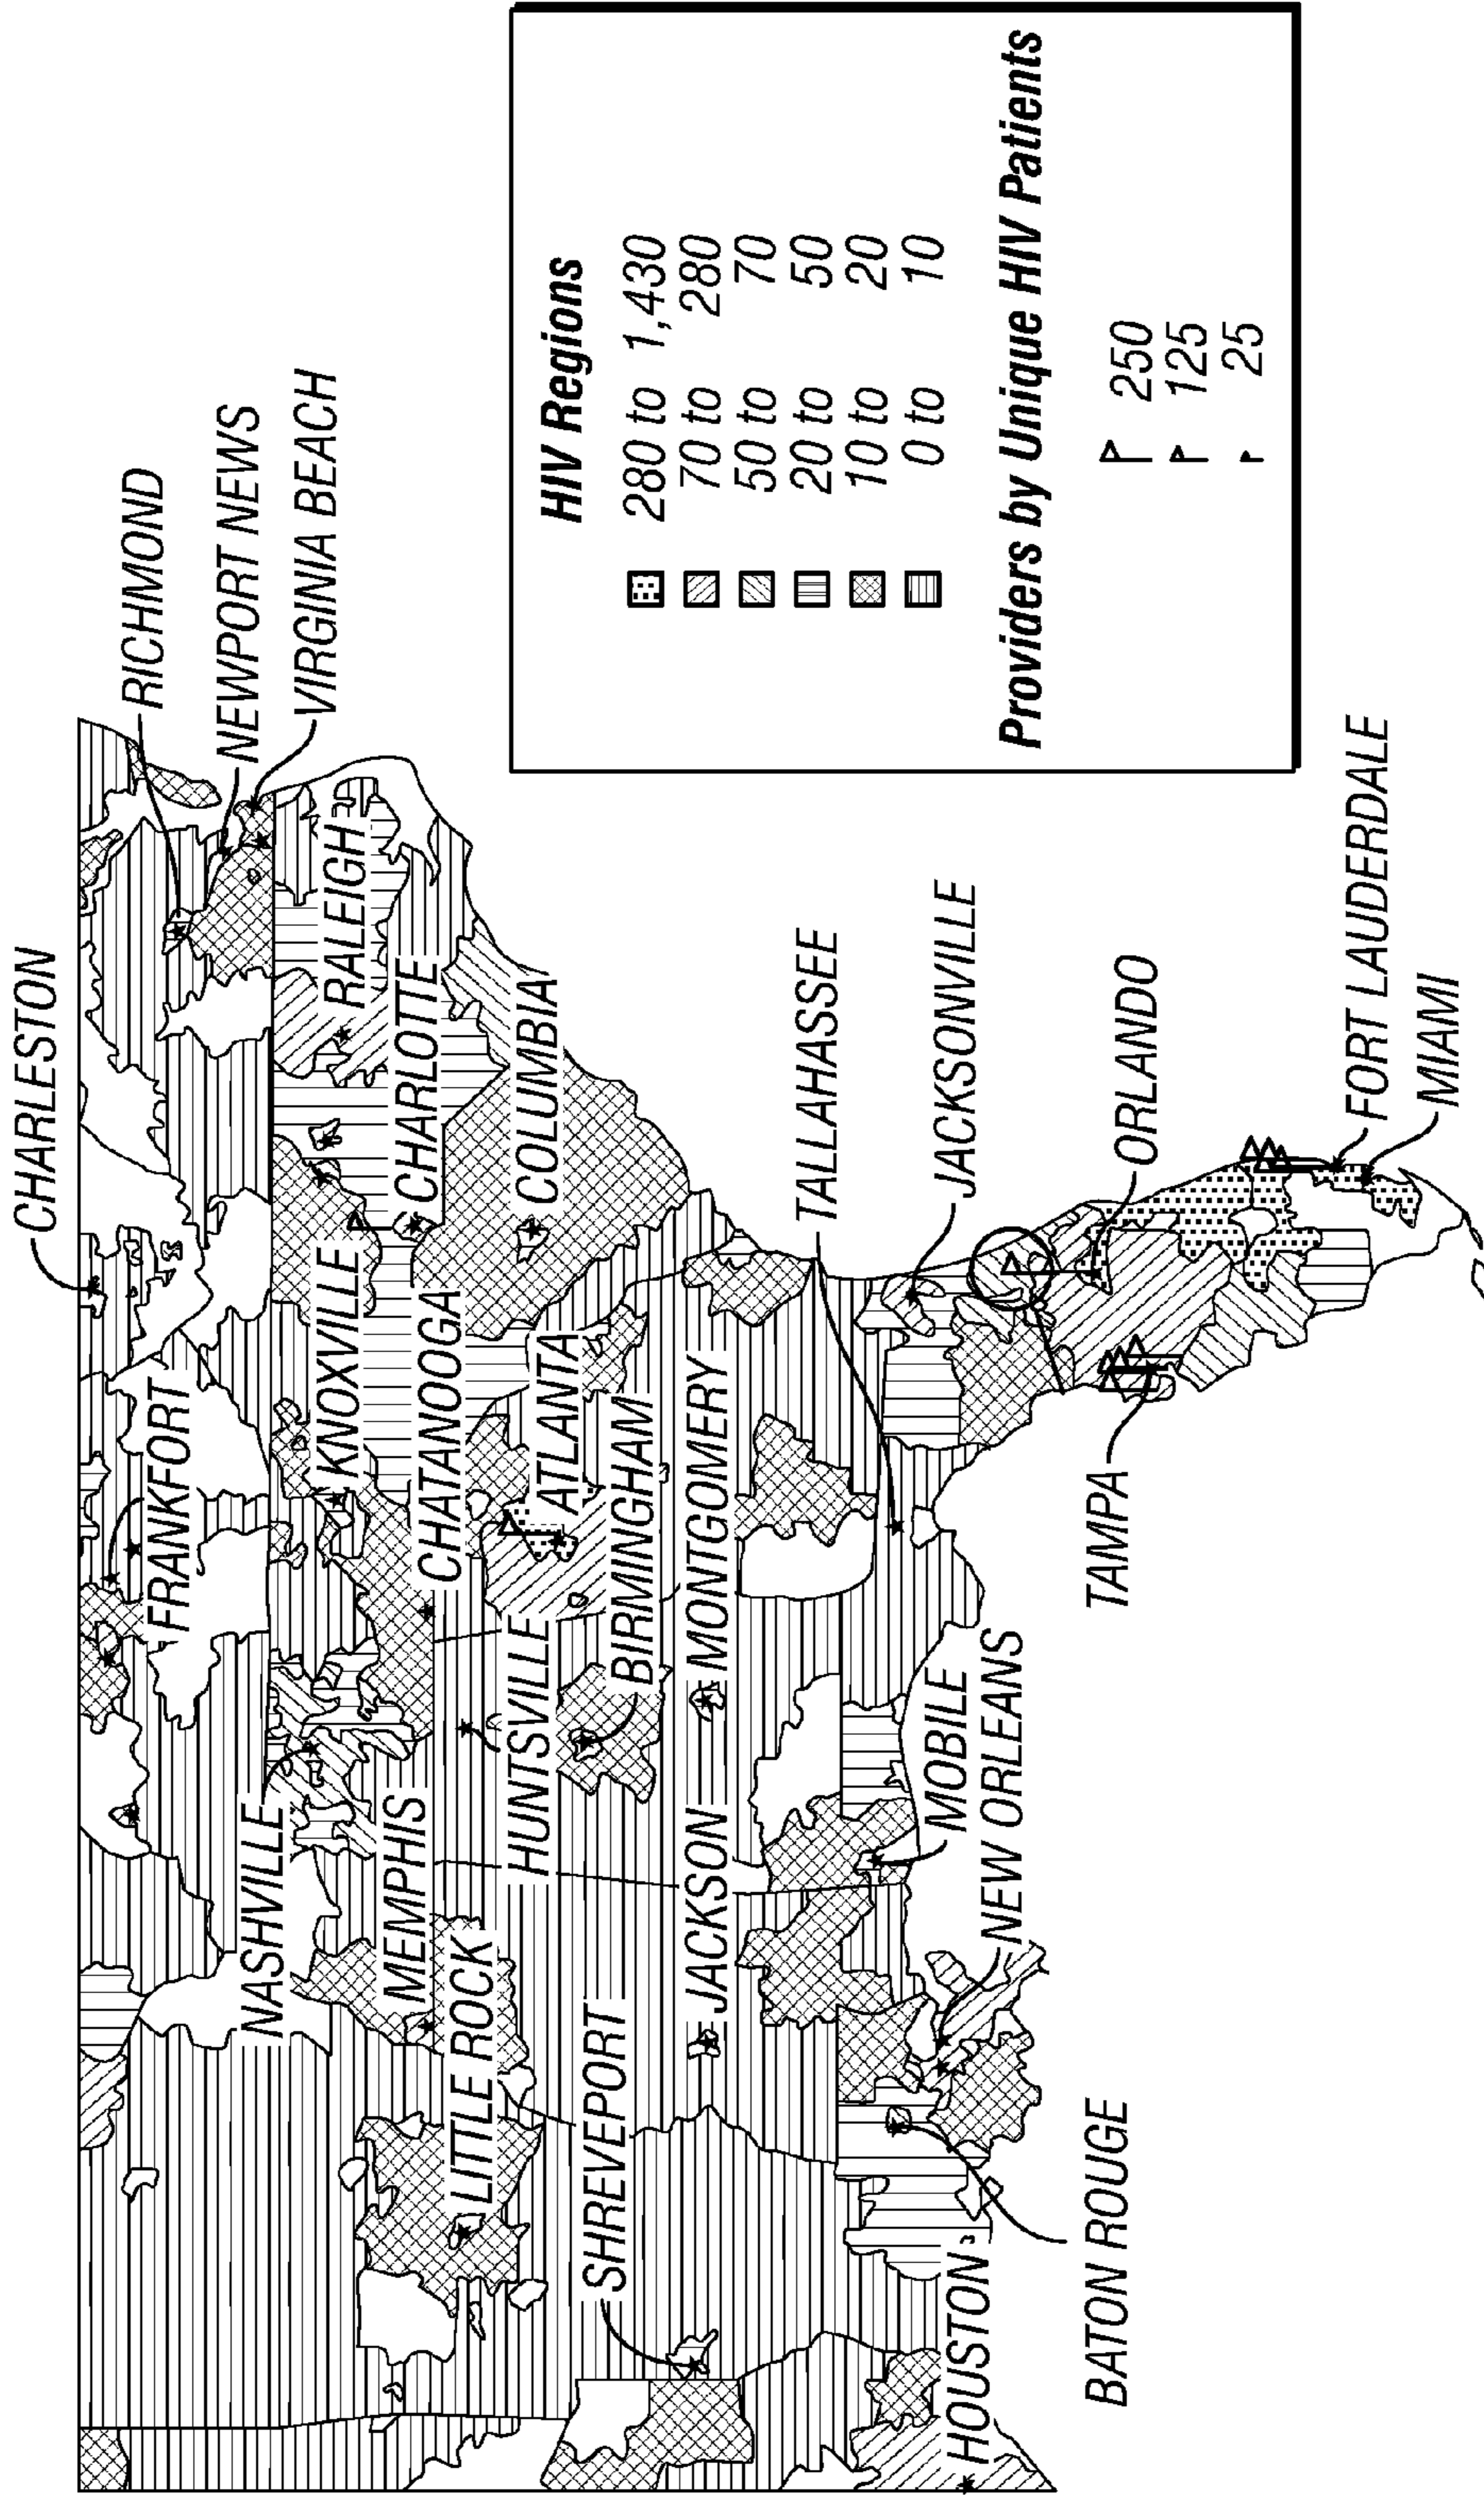 CHARLESTON
RICHMOND
NEWPORT NEWS
VIRGINIA BEACH
FRANKFORT
NASHVILLE
KNOXVILLE
RALEIGH
MEMPHIS
CHATANOOGA
CHARLOTTE
LITTLE ROCK
HUNTSVILLE
ATLANTA
COLUMBIA
SHREVEPORT
BIRMINGHAM
JACKSON
MONTGOMERY
TALLAHASSEE
HOUSTON
MOBILE
JACKSONVILLE
NEW ORLEANS
BATON ROUGE
TAMPA
ORLANDO
FORT LAUDERDALE
MIAMI
HIV Regions
280 to 1,430
70 to 280
50 to 70
20 to 50
10 to 20
0 to 10
Providers by Unique HIV Patients
250
125
25